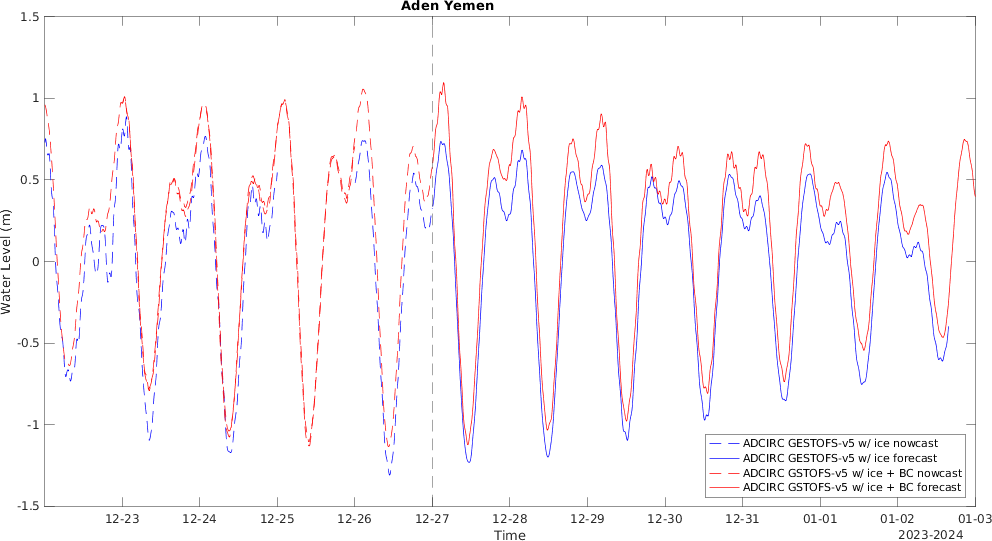 Aden Yemen
1.5
1
0.5
0
-0.5
-1
-1.5
Water Level (m)
12-23 12-24 12-25 12-26 12-27 12-28 12-29 12-30 12-31 01-01 01-02 01-03
Time
2023-2024
ADCIRC GESTOFS-v5 w/ ice nowcast
ADCIRC GESTOFS-v5 w/ ice forecast
ADCIRC GSTOFS-v5 w/ ice + BC nowcast
ADCIRC GSTOFS-v5 w/ ice + BC forecast